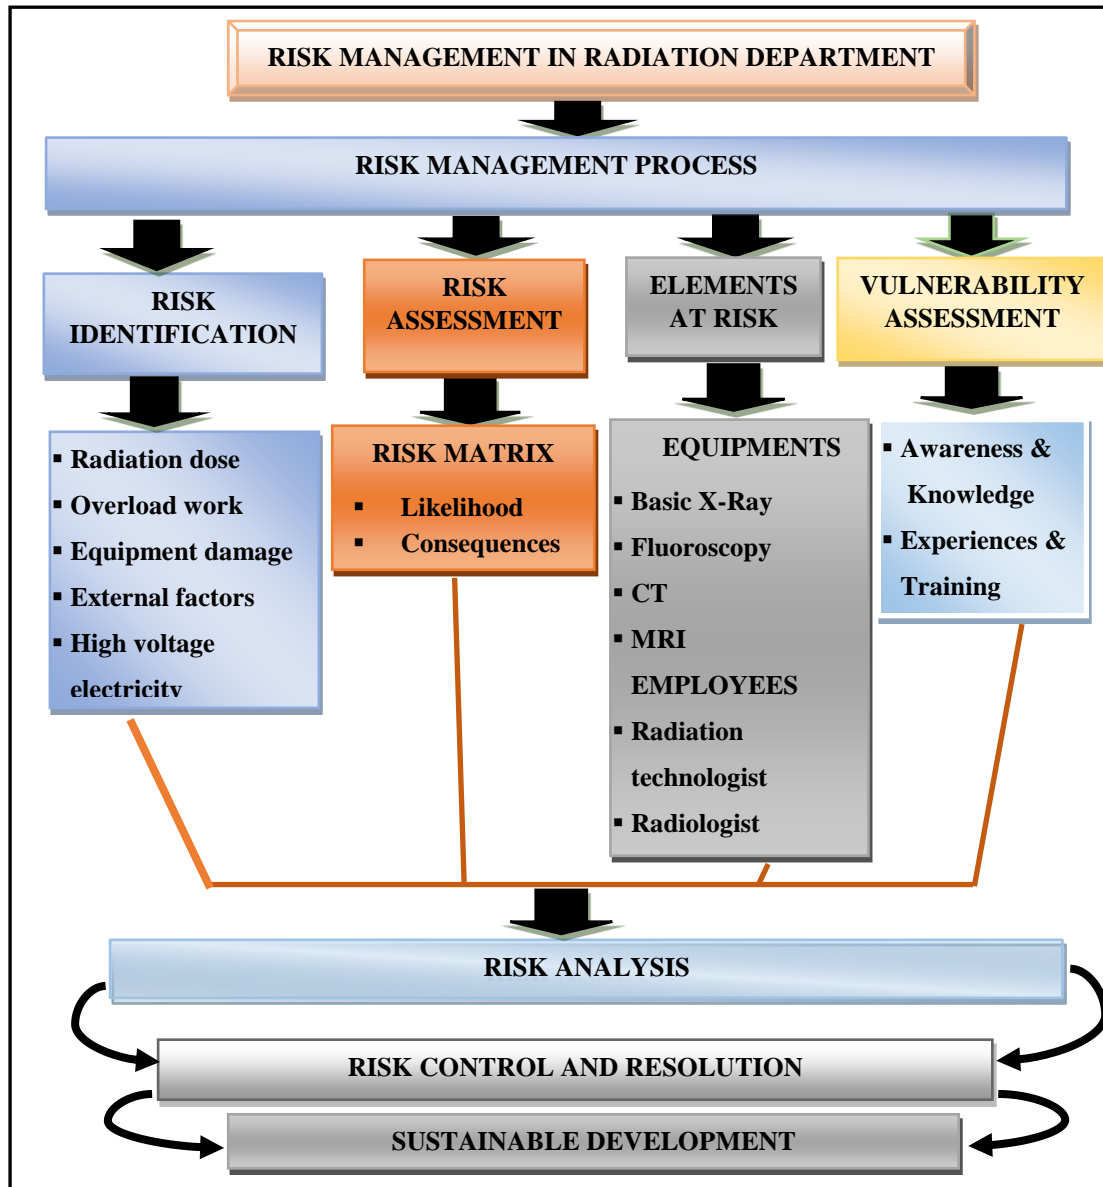 RISK MANAGEMENT IN RADIATION DEPARTMENT
RISK MANAGEMENT PROCESS
RISK
IDENTIFICATION
▪ Radiation dose
▪ Overload work
▪ Equipment damage
▪ External factors
▪ High voltage
electricity
RISK
ASSESSMENT
RISK MATRIX
▪ Likelihood
▪ Consequences
ELEMENTS
AT RISK
EQUIPMENTS
▪ Basic X-Ray
▪ Fluoroscopy
▪ CT
▪ MRI
EMPLOYEES
▪ Radiation
technologist
▪ Radiologist
VULNERABILITY
ASSESSMENT
▪ Awareness &
Knowledge
▪ Experiences &
Training
RISK ANALYSIS
RISK CONTROL AND RESOLUTION
SUSTAINABLE DEVELOPMENT